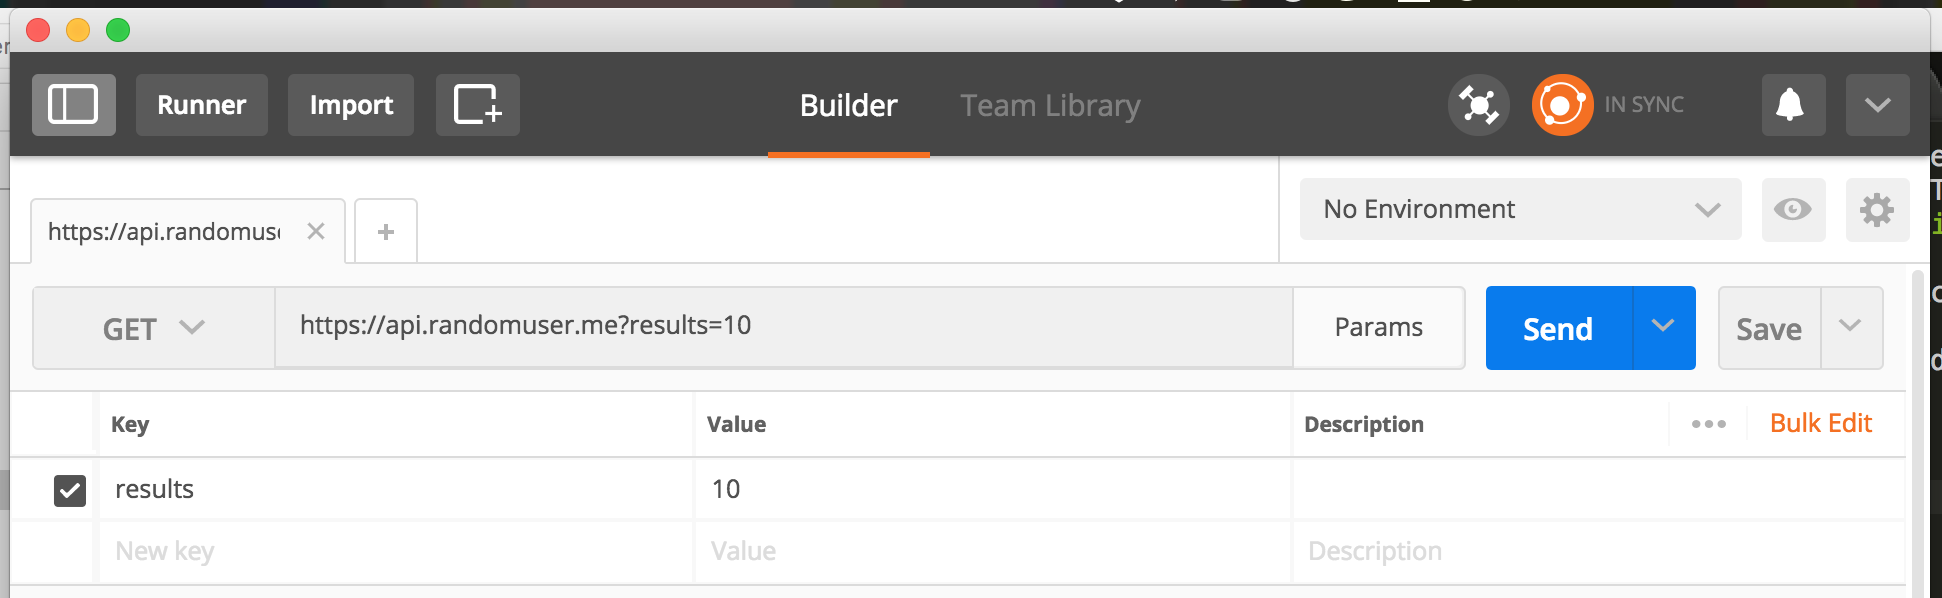 Runner Import Builder Team Library IN SYNC
https://api.randomus No Environment
GET https://api.randomuser.me?results=10 Params Send Save
Key Value Description Bulk Edit
results 10
New key Value Description